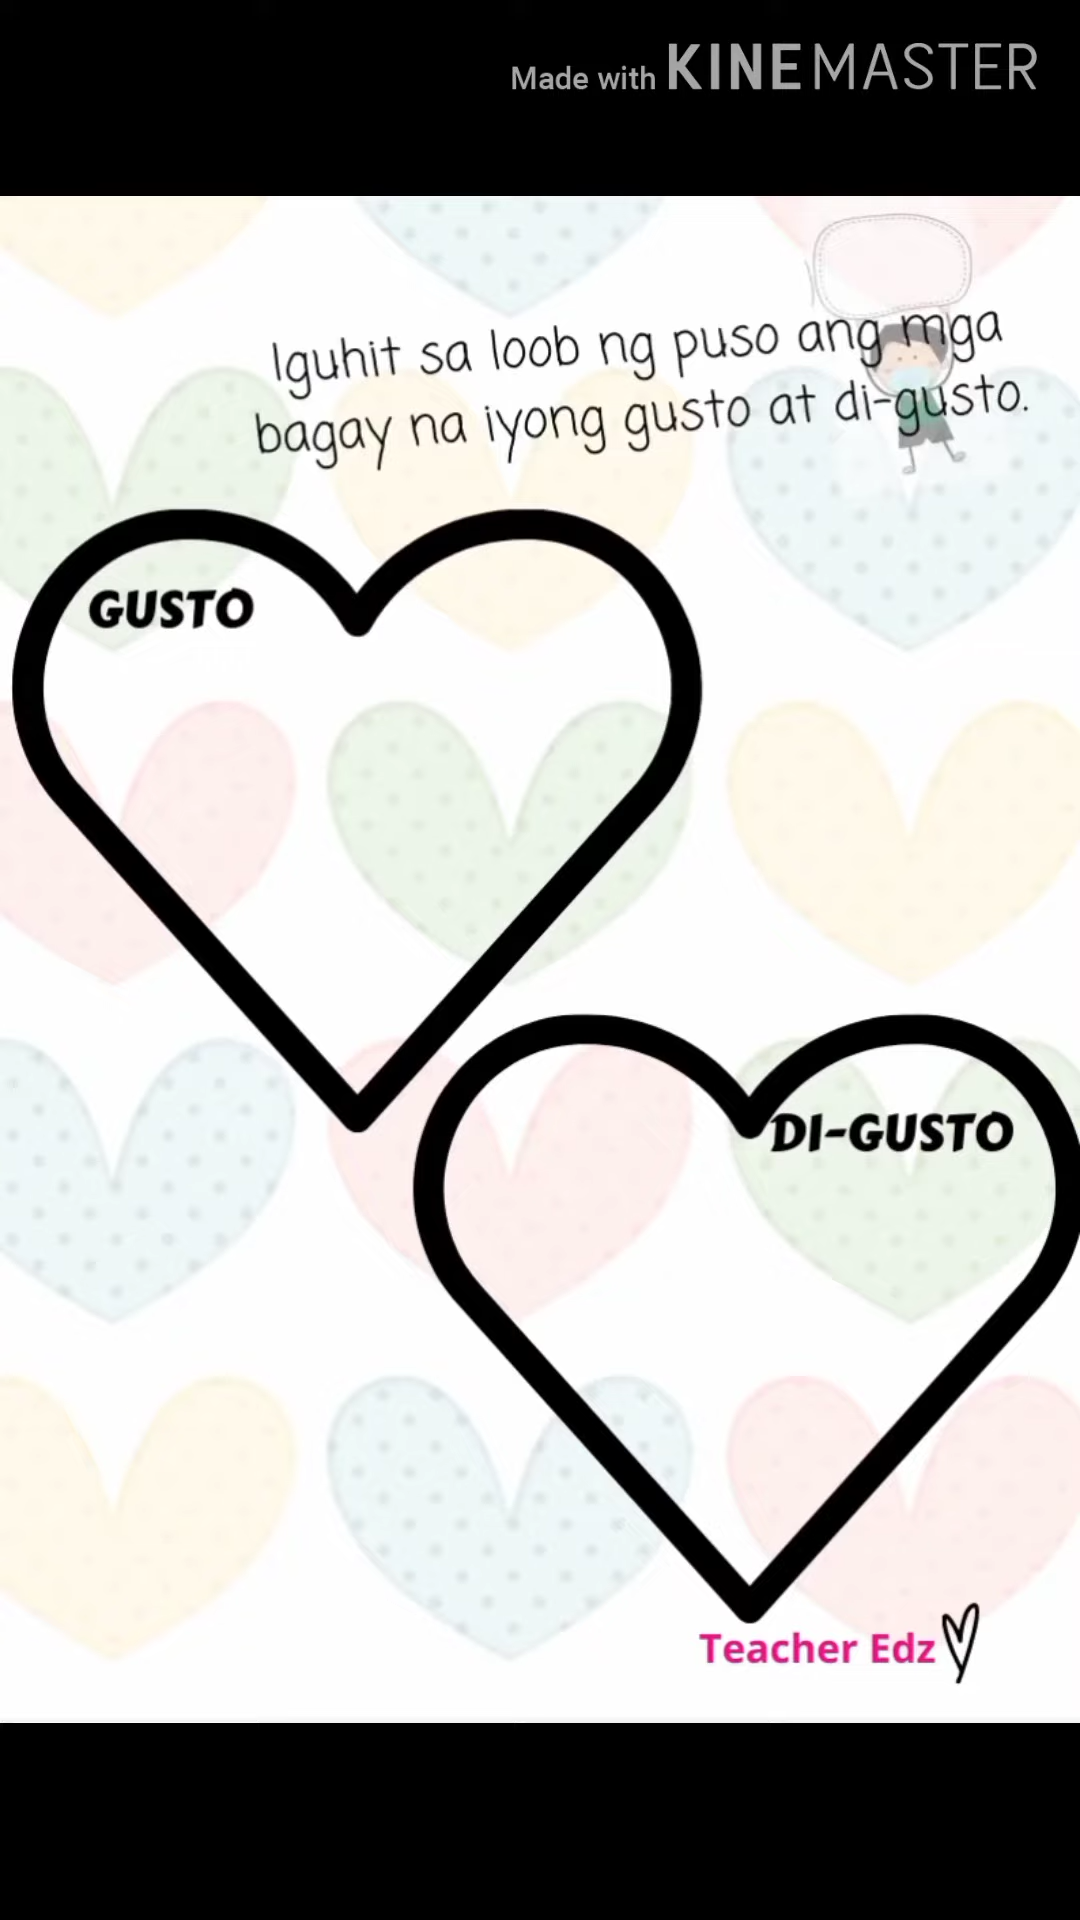 Made with KINEMASTER
Iguhit sa loob ng puso ang mga
bagay na iyong gusto at di-gusto.
GUSTO
DI-GUSTO
Teacher Edz